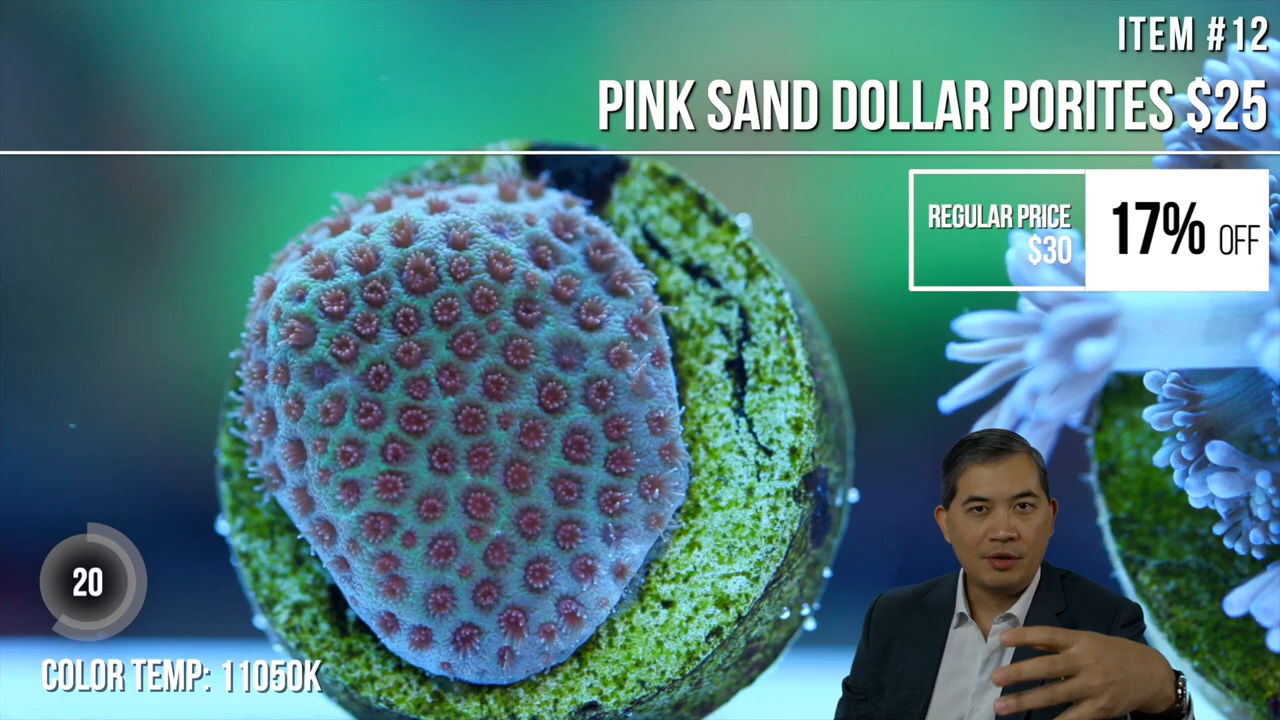 ITEM #12
PINK SAND DOLLAR PORITES $25
REGULAR PRICE
$30
17% OFF
20
COLOR TEMP: 11050K